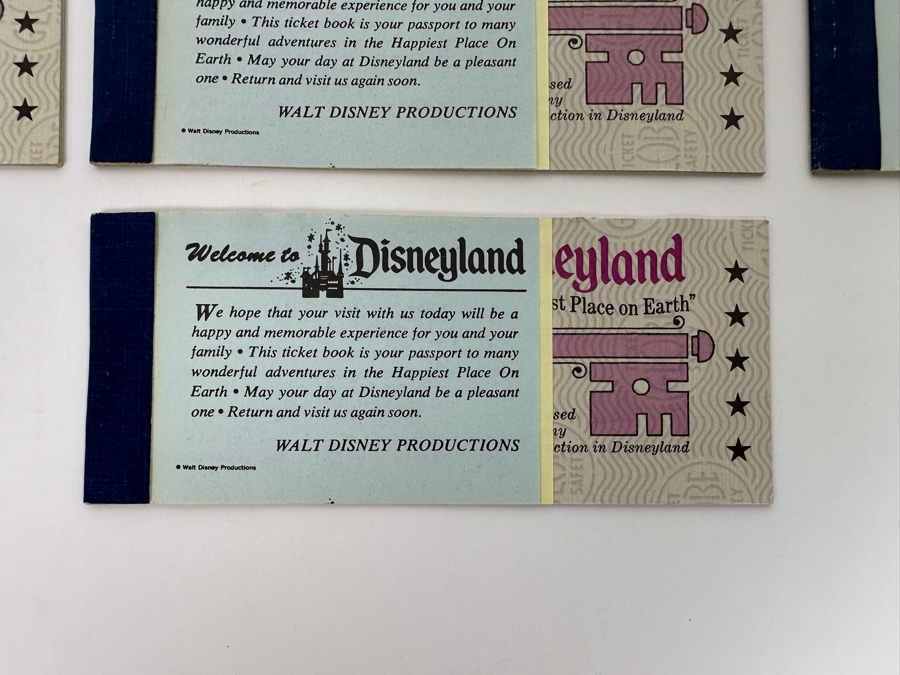 happy and memorable experience for you and your
family • This ticket book is your passport to many
wonderful adventures in the Happiest Place On
Earth • May your day at Disneyland be a pleasant
one • Return and visit us again soon.
WALT DISNEY PRODUCTIONS
© Walt Disney Productions
sed
ny
ction in Disneyland
TICKET
SAFETY
Welcome to Disneyland
We hope that your visit with us today will be a
happy and memorable experience for you and your
family • This ticket book is your passport to many
wonderful adventures in the Happiest Place On
Earth • May your day at Disneyland be a pleasant
one • Return and visit us again soon.
WALT DISNEY PRODUCTIONS
© Walt Disney Productions
eyland
st Place on Earth”
sed
ny
ction in Disneyland